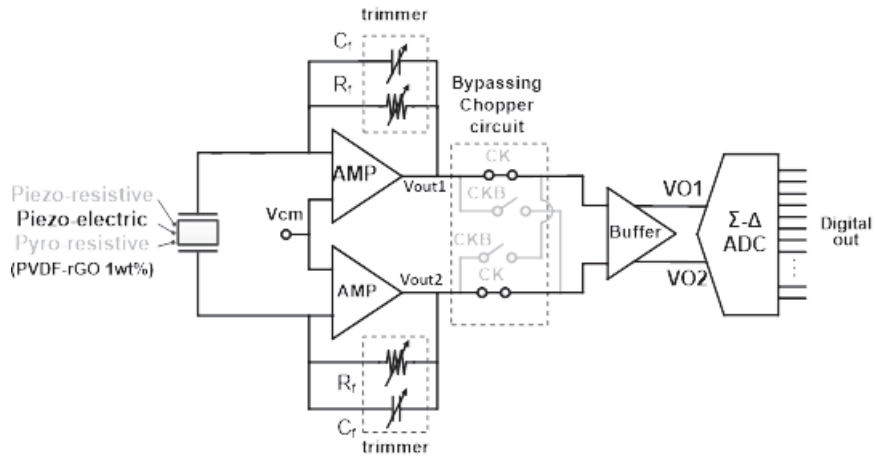 trimmer
Cf
Rf
Bypassing
Chopper
circuit
AMP
CK
Vout1
CKB
Piezo-resistive
Piezo-electric
Pyro-resistive
(PVDF-rGO 1wt%)
Vcm
VO1
Buffer
Σ-Δ
ADC
Digital
out
CKB
VO2
AMP
Vout2
CK
Rf
Cf
trimmer